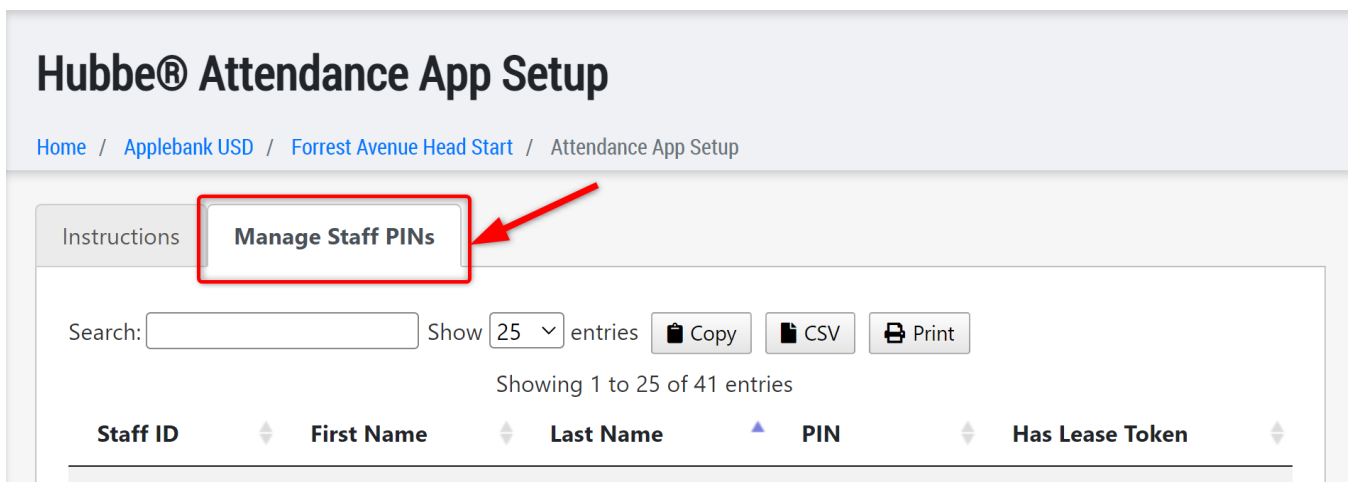 Hubbe® Attendance App Setup
Home / Applebank USD / Forrest Avenue Head Start / Attendance App Setup
Instructions Manage Staff PINs
Search: Show 25 entries Copy CSV Print
Showing 1 to 25 of 41 entries
Staff ID First Name Last Name PIN Has Lease Token